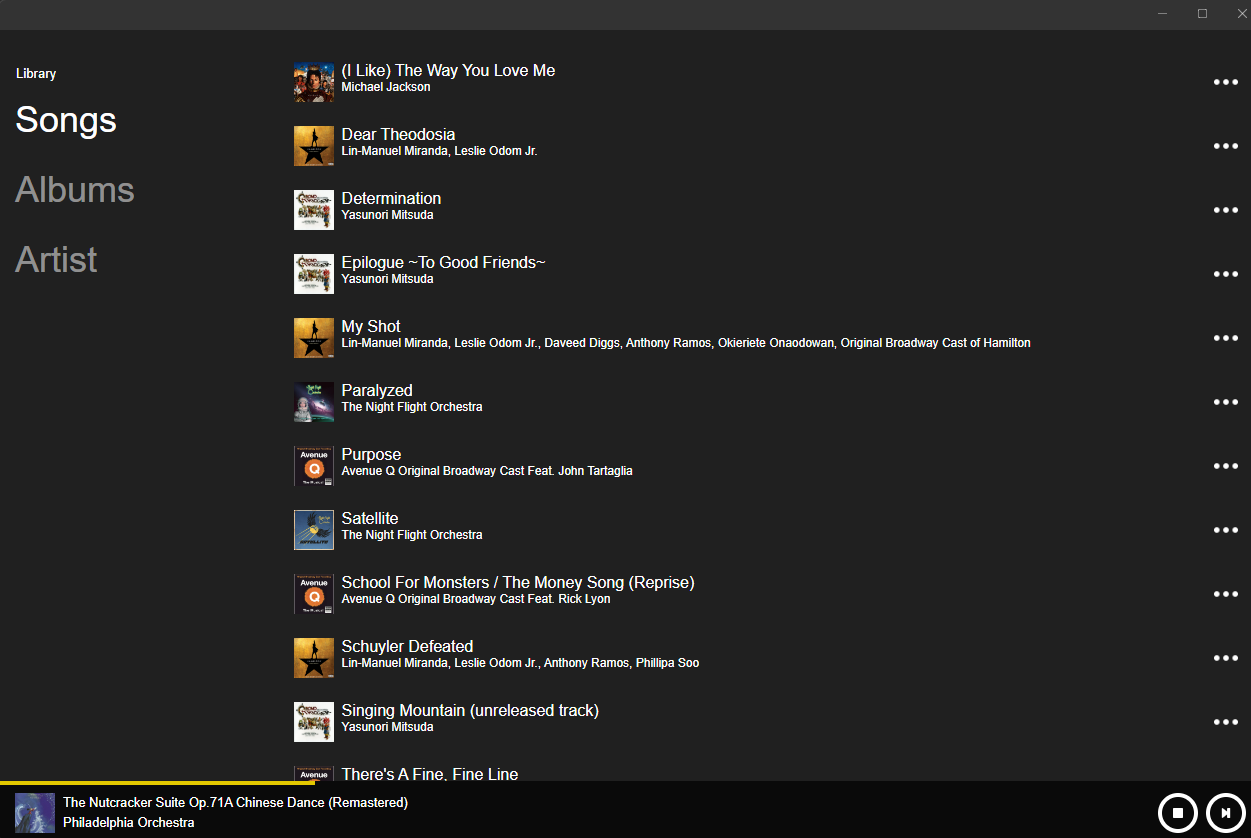 Library
Songs
Albums
Artist
(I Like) The Way You Love Me
Michael Jackson
Dear Theodosia
Lin-Manuel Miranda, Leslie Odom Jr.
Determination
Yasunori Mitsuda
Epilogue ~To Good Friends~
Yasunori Mitsuda
My Shot
Lin-Manuel Miranda, Leslie Odom Jr., Daveed Diggs, Anthony Ramos, Okieriete Onaodowan, Original Broadway Cast of Hamilton
Paralyzed
The Night Flight Orchestra
Avenue
Q
Purpose
Avenue Q Original Broadway Cast Feat. John Tartaglia
Satellite
The Night Flight Orchestra
Avenue
Q
School For Monsters / The Money Song (Reprise)
Avenue Q Original Broadway Cast Feat. Rick Lyon
Schuyler Defeated
Lin-Manuel Miranda, Leslie Odom Jr., Anthony Ramos, Phillipa Soo
Singing Mountain (unreleased track)
Yasunori Mitsuda
Avenue
There's A Fine, Fine Line
The Nutcracker Suite Op.71A Chinese Dance (Remastered)
Philadelphia Orchestra